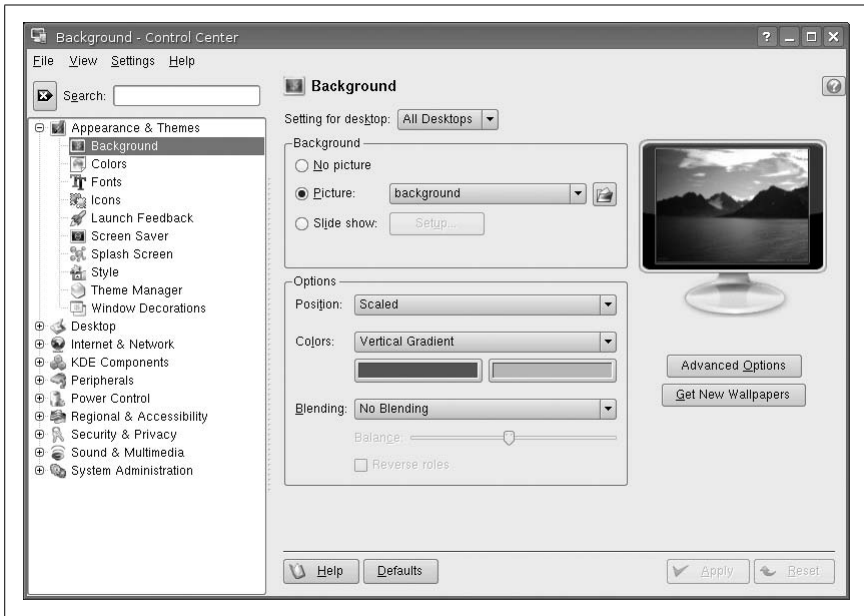 Background - Control Center
File View Settings Help
Search:
Appearance & Themes
Background
Colors
Fonts
Icons
Launch Feedback
Screen Saver
Splash Screen
Style
Theme Manager
Window Decorations
Desktop
Internet & Network
KDE Components
Peripherals
Power Control
Regional & Accessibility
Security & Privacy
Sound & Multimedia
System Administration
Background
Setting for desktop: All Desktops
Background
No picture
Picture: background
Slide show: Setup...
Options
Position: Scaled
Colors: Vertical Gradient
Blending: No Blending
Balance:
Reverse roles
Advanced Options
Get New Wallpapers
Help Defaults Apply Reset